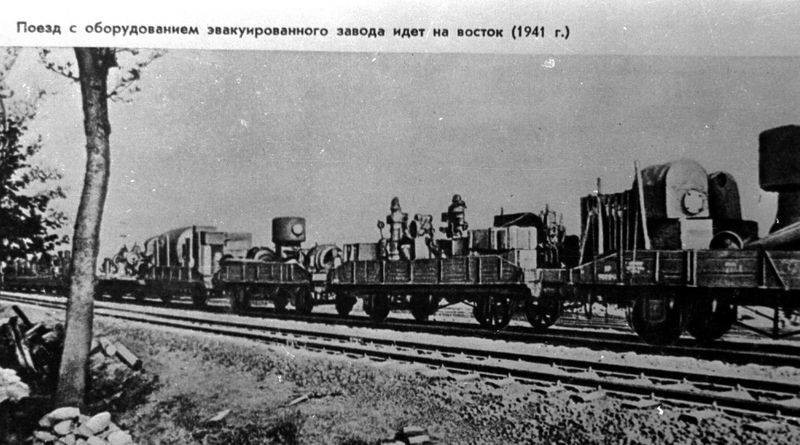 Поезд с оборудованием эвакуированного завода идет на восток (1941 г.)